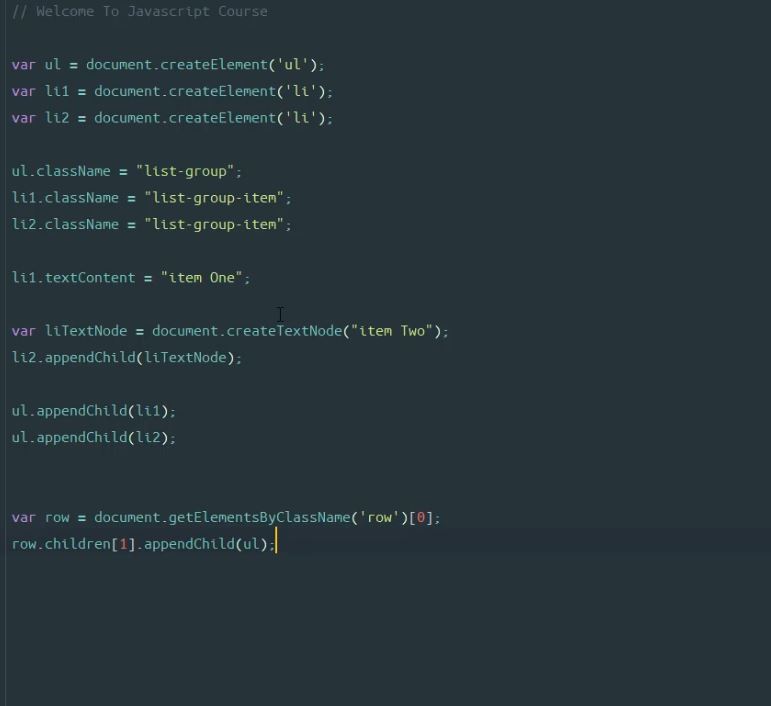 // Welcome To Javascript Course
var ul = document.createElement('ul');
var li1 = document.createElement('li');
var li2 = document.createElement('li');
ul.className = "list-group";
li1.className = "list-group-item";
li2.className = "list-group-item";
li1.textContent = "item One";
var liTextNode = document.createTextNode("item Two");
li2.appendChild(liTextNode);
ul.appendChild(li1);
ul.appendChild(li2);
var row = document.getElementsByClassName('row')[0];
row.children[1].appendChild(ul);